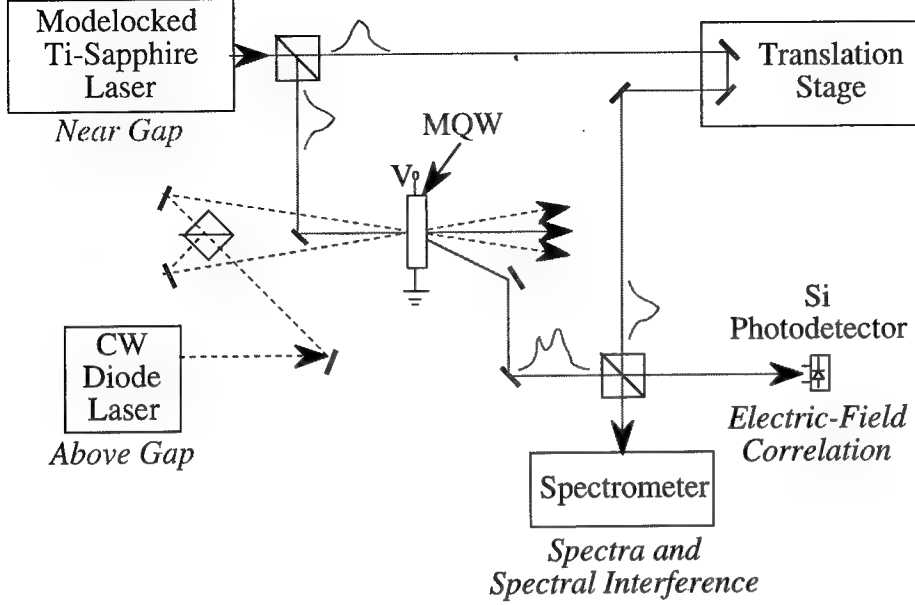 Modelocked
Ti-Sapphire
Laser
Near Gap
Translation
Stage
MQW
V
CW
Diode
Laser
Above Gap
Si
Photodetector
Electric-Field
Correlation
Spectrometer
Spectra and
Spectral Interference